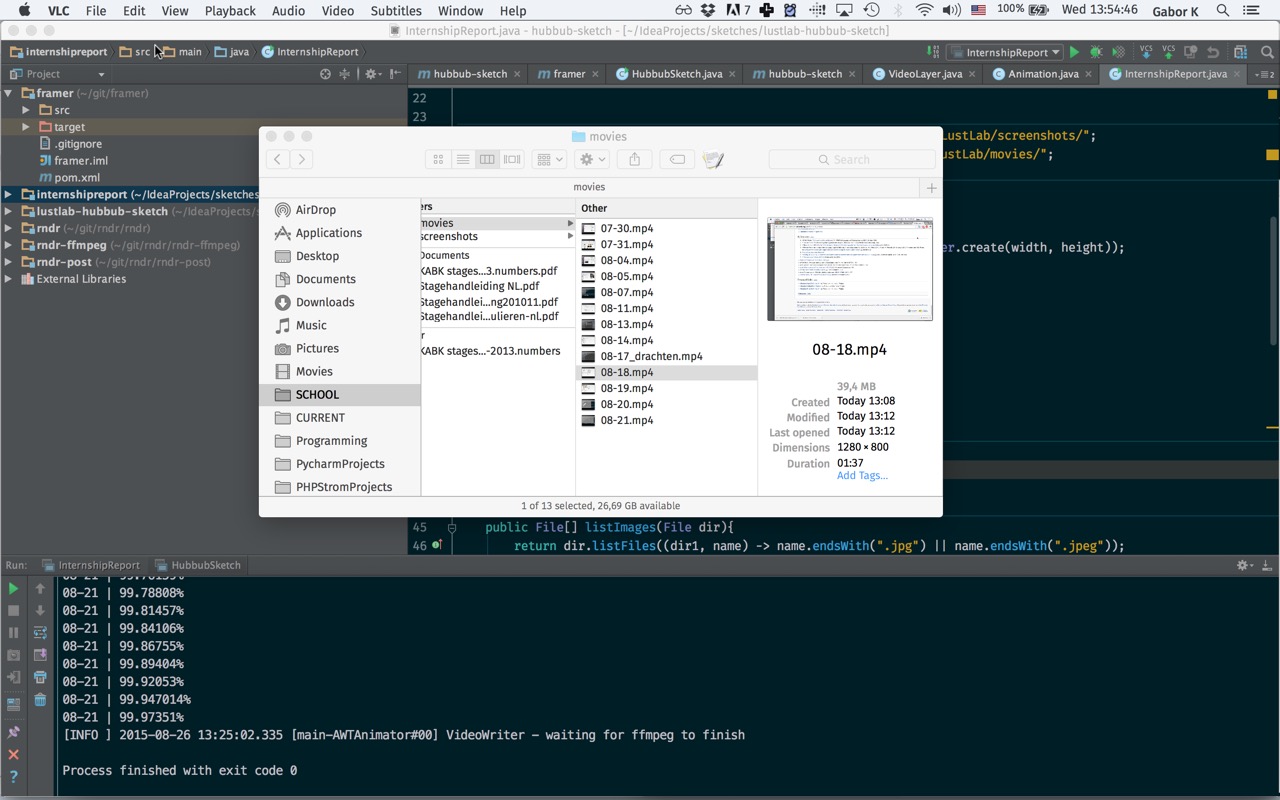 VLC File Edit View Playback Audio Video Subtitles Window Help 7 100% Wed 13:54:46 Gabor K
InternshipReport.java - hubbub-sketch - [~/IdeaProjects/sketches/lustlab-hubbub-sketch]
internshipreport src main java InternshipReport InternshipReport
Project hubbub-sketch framer HubbubSketch.java hubbub-sketch VideoLayer.java Animation.java InternshipReport.java
framer (~/git/framer)
src
target
.gitignore
framer.iml
pom.xml
internshipreport (~/IdeaProjects/sketches
lustlab-hubbub-sketch (~/IdeaProjects/s
rndr (~/git/rndr/rndr)
rndr-ffmpeg (~/git/rndr/rndr-ffmpeg)
rndr-post (~/git/rndr/rndr-post)
External Libraries
22
23
LustLab/screenshots/";
LustLab/movies/";
r.create(width, height));
movies
Search
movies
AirDrop
Applications
Desktop
Documents
Downloads
Music
Pictures
Movies
SCHOOL
CURRENT
Programming
PycharmProjects
PHPStromProjects
ers
movies
screenshots
Documents
KABK stages...3.numbers.pdf
Stagehandleiding NL.pdf
Stagehandlei...ng201011.pdf
Stagehandlei...ulieren-nl.pdf
r
KABK stages...-2013.numbers
Other
07-30.mp4
07-31.mp4
08-04.mp4
08-05.mp4
08-07.mp4
08-11.mp4
08-13.mp4
08-14.mp4
08-17_drachten.mp4
08-18.mp4
08-19.mp4
08-20.mp4
08-21.mp4
08-18.mp4
39,4 MB
Created Today 13:08
Modified Today 13:12
Last opened Today 13:12
Dimensions 1280 × 800
Duration 01:37
Add Tags...
1 of 13 selected, 26,69 GB available
45 public File[] listImages(File dir){
46 return dir.listFiles((dir1, name) -> name.endsWith(".jpg") || name.endsWith(".jpeg"));
Run: InternshipReport HubbubSketch
08-21 | 99.78808%
08-21 | 99.81457%
08-21 | 99.84106%
08-21 | 99.86755%
08-21 | 99.89404%
08-21 | 99.92053%
08-21 | 99.947014%
08-21 | 99.97351%
[INFO ] 2015-08-26 13:25:02.335 [main-AWTAnimator#00] VideoWriter - waiting for ffmpeg to finish
Process finished with exit code 0